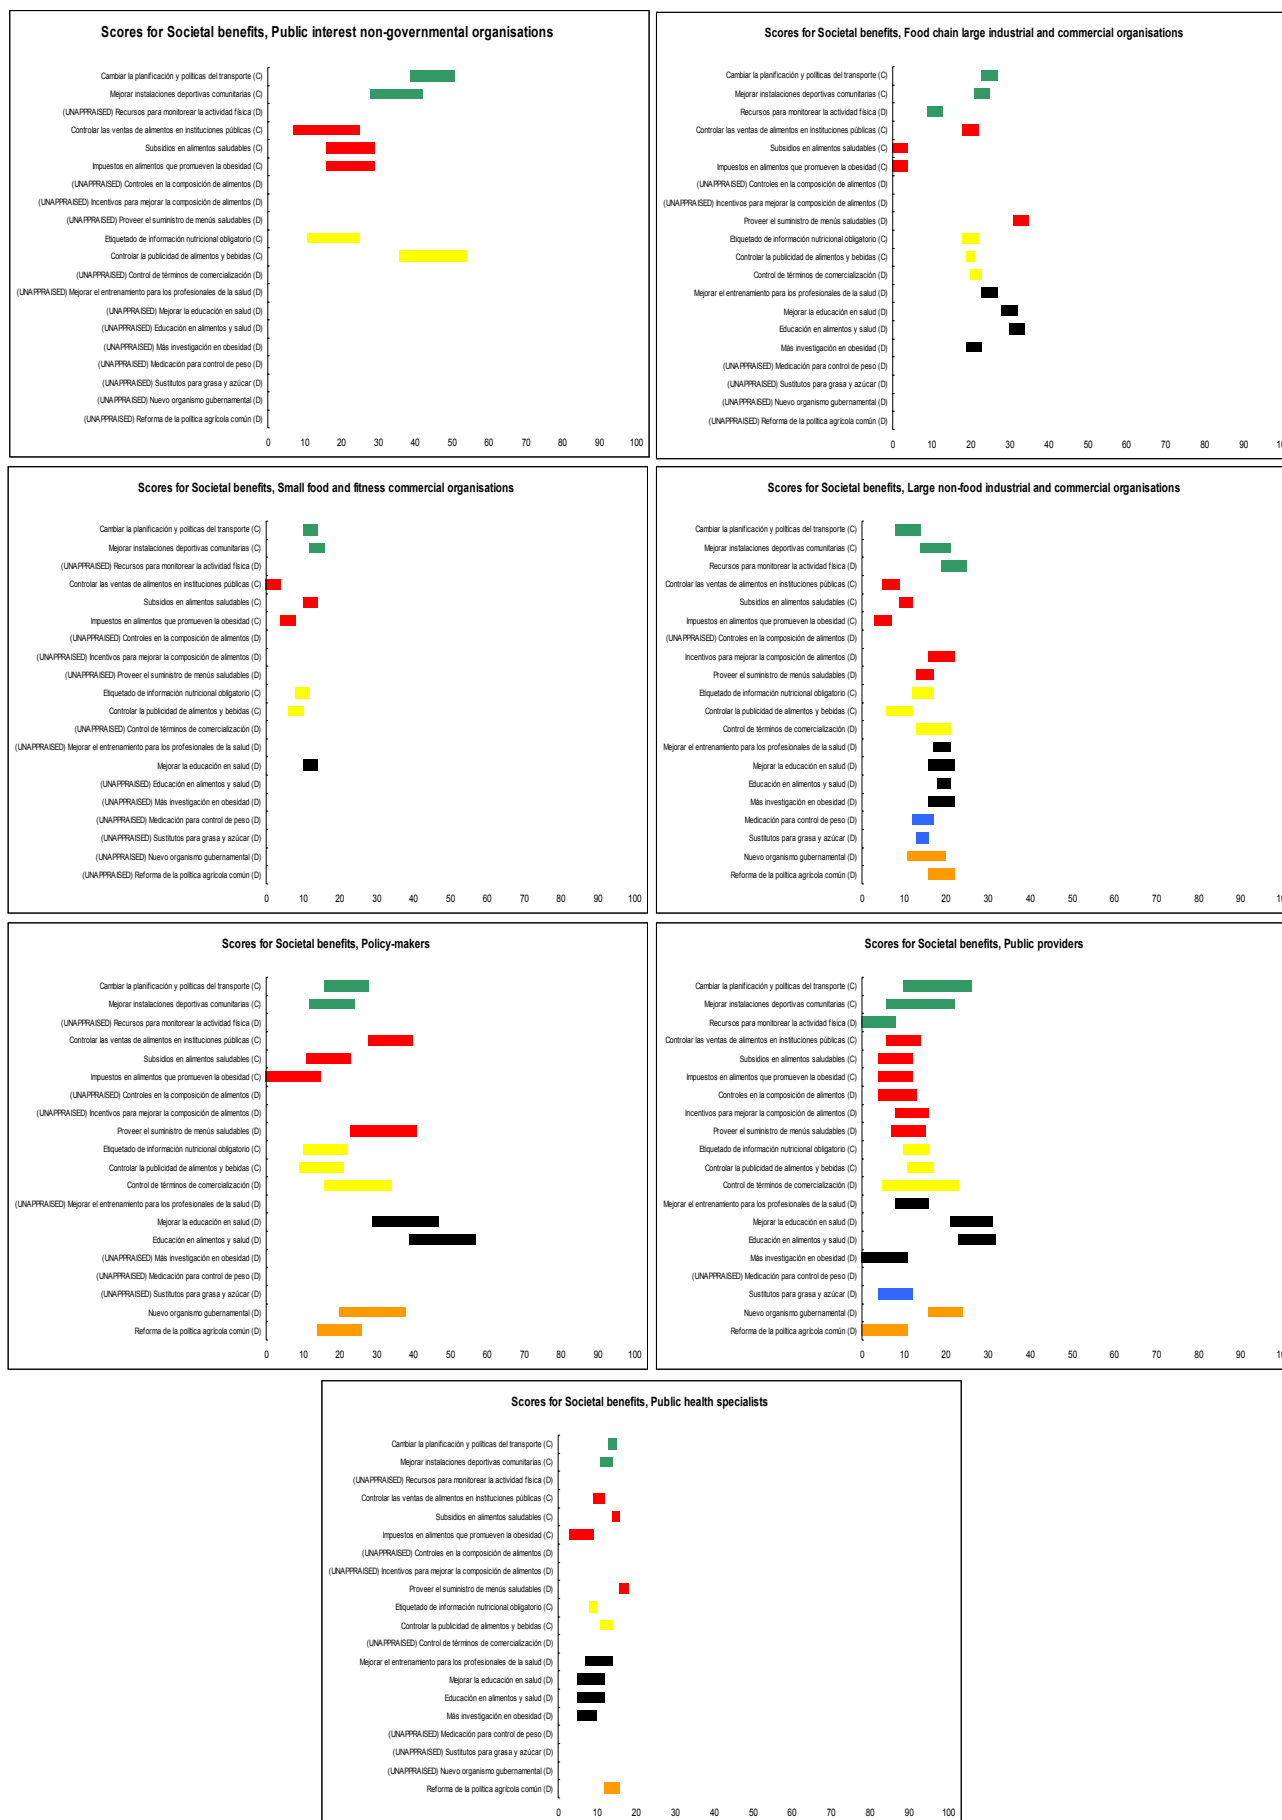 Scores for Societal benefits, Public interest non-governmental organisations
Cambiar la planificación y políticas del transporte (C)
Mejorar instalaciones deportivas comunitarias (C)
(UNAPPRAISED) Recursos para monitorear la actividad física (D)
Controlar las ventas de alimentos en instituciones públicas (C)
Subsidios en alimentos saludables (C)
Impuestos en alimentos que promueven la obesidad (C)
(UNAPPRAISED) Controles en la composición de alimentos (D)
(UNAPPRAISED) Incentivos para mejorar la composición de alimentos (D)
(UNAPPRAISED) Proveer el suministro de menús saludables (D)
Etiquetado de información nutricional obligatorio (C)
Controlar la publicidad de alimentos y bebidas (C)
(UNAPPRAISED) Control de términos de comercialización (D)
(UNAPPRAISED) Mejorar el entrenamiento para los profesionales de la salud (D)
(UNAPPRAISED) Mejorar la educación en salud (D)
(UNAPPRAISED) Educación en alimentos y salud (D)
(UNAPPRAISED) Más investigación en obesidad (D)
(UNAPPRAISED) Medicación para control de peso (D)
(UNAPPRAISED) Sustitutos para grasa y azúcar (D)
(UNAPPRAISED) Nuevo organismo gubernamental (D)
(UNAPPRAISED) Reforma de la política agrícola común (D)
0 10 20 30 40 50 60 70 80 90 100
Scores for Societal benefits, Food chain large industrial and commercial organisations
Cambiar la planificación y políticas del transporte (C)
Mejorar instalaciones deportivas comunitarias (C)
Recursos para monitorear la actividad física (D)
Controlar las ventas de alimentos en instituciones públicas (C)
Subsidios en alimentos saludables (C)
Impuestos en alimentos que promueven la obesidad (C)
(UNAPPRAISED) Controles en la composición de alimentos (D)
(UNAPPRAISED) Incentivos para mejorar la composición de alimentos (D)
Proveer el suministro de menús saludables (D)
Etiquetado de información nutricional obligatorio (C)
Controlar la publicidad de alimentos y bebidas (C)
Control de términos de comercialización (D)
Mejorar el entrenamiento para los profesionales de la salud (D)
Mejorar la educación en salud (D)
Educación en alimentos y salud (D)
Más investigación en obesidad (D)
(UNAPPRAISED) Medicación para control de peso (D)
(UNAPPRAISED) Sustitutos para grasa y azúcar (D)
(UNAPPRAISED) Nuevo organismo gubernamental (D)
(UNAPPRAISED) Reforma de la política agrícola común (D)
0 10 20 30 40 50 60 70 80 90
Scores for Societal benefits, Small food and fitness commercial organisations
Cambiar la planificación y políticas del transporte (C)
Mejorar instalaciones deportivas comunitarias (C)
(UNAPPRAISED) Recursos para monitorear la actividad física (D)
Controlar las ventas de alimentos en instituciones públicas (C)
Subsidios en alimentos saludables (C)
Impuestos en alimentos que promueven la obesidad (C)
(UNAPPRAISED) Controles en la composición de alimentos (D)
(UNAPPRAISED) Incentivos para mejorar la composición de alimentos (D)
(UNAPPRAISED) Proveer el suministro de menús saludables (D)
Etiquetado de información nutricional obligatorio (C)
Controlar la publicidad de alimentos y bebidas (C)
(UNAPPRAISED) Control de términos de comercialización (D)
(UNAPPRAISED) Mejorar el entrenamiento para los profesionales de la salud (D)
Mejorar la educación en salud (D)
(UNAPPRAISED) Educación en alimentos y salud (D)
(UNAPPRAISED) Más investigación en obesidad (D)
(UNAPPRAISED) Medicación para control de peso (D)
(UNAPPRAISED) Sustitutos para grasa y azúcar (D)
(UNAPPRAISED) Nuevo organismo gubernamental (D)
(UNAPPRAISED) Reforma de la política agrícola común (D)
0 10 20 30 40 50 60 70 80 90 100
Scores for Societal benefits, Large non-food industrial and commercial organisations
Cambiar la planificación y políticas del transporte (C)
Mejorar instalaciones deportivas comunitarias (C)
Recursos para monitorear la actividad física (D)
Controlar las ventas de alimentos en instituciones públicas (C)
Subsidios en alimentos saludables (C)
Impuestos en alimentos que promueven la obesidad (C)
(UNAPPRAISED) Controles en la composición de alimentos (D)
Incentivos para mejorar la composición de alimentos (D)
Proveer el suministro de menús saludables (D)
Etiquetado de información nutricional obligatorio (C)
Controlar la publicidad de alimentos y bebidas (C)
Control de términos de comercialización (D)
Mejorar el entrenamiento para los profesionales de la salud (D)
Mejorar la educación en salud (D)
Educación en alimentos y salud (D)
Más investigación en obesidad (D)
Medicación para control de peso (D)
Sustitutos para grasa y azúcar (D)
Nuevo organismo gubernamental (D)
Reforma de la política agrícola común (D)
0 10 20 30 40 50 60 70 80 90
Scores for Societal benefits, Policy-makers
Cambiar la planificación y políticas del transporte (C)
Mejorar instalaciones deportivas comunitarias (C)
(UNAPPRAISED) Recursos para monitorear la actividad física (D)
Controlar las ventas de alimentos en instituciones públicas (C)
Subsidios en alimentos saludables (C)
Impuestos en alimentos que promueven la obesidad (C)
(UNAPPRAISED) Controles en la composición de alimentos (D)
(UNAPPRAISED) Incentivos para mejorar la composición de alimentos (D)
Proveer el suministro de menús saludables (D)
Etiquetado de información nutricional obligatorio (C)
Controlar la publicidad de alimentos y bebidas (C)
Control de términos de comercialización (D)
(UNAPPRAISED) Mejorar el entrenamiento para los profesionales de la salud (D)
Mejorar la educación en salud (D)
Educación en alimentos y salud (D)
(UNAPPRAISED) Más investigación en obesidad (D)
(UNAPPRAISED) Medicación para control de peso (D)
(UNAPPRAISED) Sustitutos para grasa y azúcar (D)
Nuevo organismo gubernamental (D)
Reforma de la política agrícola común (D)
0 10 20 30 40 50 60 70 80 90 100
Scores for Societal benefits, Public providers
Cambiar la planificación y políticas del transporte (C)
Mejorar instalaciones deportivas comunitarias (C)
Recursos para monitorear la actividad física (D)
Controlar las ventas de alimentos en instituciones públicas (C)
Subsidios en alimentos saludables (C)
Impuestos en alimentos que promueven la obesidad (C)
Controles en la composición de alimentos (D)
Incentivos para mejorar la composición de alimentos (D)
Proveer el suministro de menús saludables (D)
Etiquetado de información nutricional obligatorio (C)
Controlar la publicidad de alimentos y bebidas (C)
Control de términos de comercialización (D)
Mejorar el entrenamiento para los profesionales de la salud (D)
Mejorar la educación en salud (D)
Educación en alimentos y salud (D)
Más investigación en obesidad (D)
(UNAPPRAISED) Medicación para control de peso (D)
Sustitutos para grasa y azúcar (D)
Nuevo organismo gubernamental (D)
Reforma de la política agrícola común (D)
0 10 20 30 40 50 60 70 80 90
Scores for Societal benefits, Public health specialists
Cambiar la planificación y políticas del transporte (C)
Mejorar instalaciones deportivas comunitarias (C)
(UNAPPRAISED) Recursos para monitorear la actividad física (D)
Controlar las ventas de alimentos en instituciones públicas (C)
Subsidios en alimentos saludables (C)
Impuestos en alimentos que promueven la obesidad (C)
(UNAPPRAISED) Controles en la composición de alimentos (D)
(UNAPPRAISED) Incentivos para mejorar la composición de alimentos (D)
Proveer el suministro de menús saludables (D)
Etiquetado de información nutricional obligatorio (C)
Controlar la publicidad de alimentos y bebidas (C)
(UNAPPRAISED) Control de términos de comercialización (D)
Mejorar el entrenamiento para los profesionales de la salud (D)
Mejorar la educación en salud (D)
Educación en alimentos y salud (D)
Más investigación en obesidad (D)
(UNAPPRAISED) Medicación para control de peso (D)
(UNAPPRAISED) Sustitutos para grasa y azúcar (D)
(UNAPPRAISED) Nuevo organismo gubernamental (D)
Reforma de la política agrícola común (D)
0 10 20 30 40 50 60 70 80 90 100